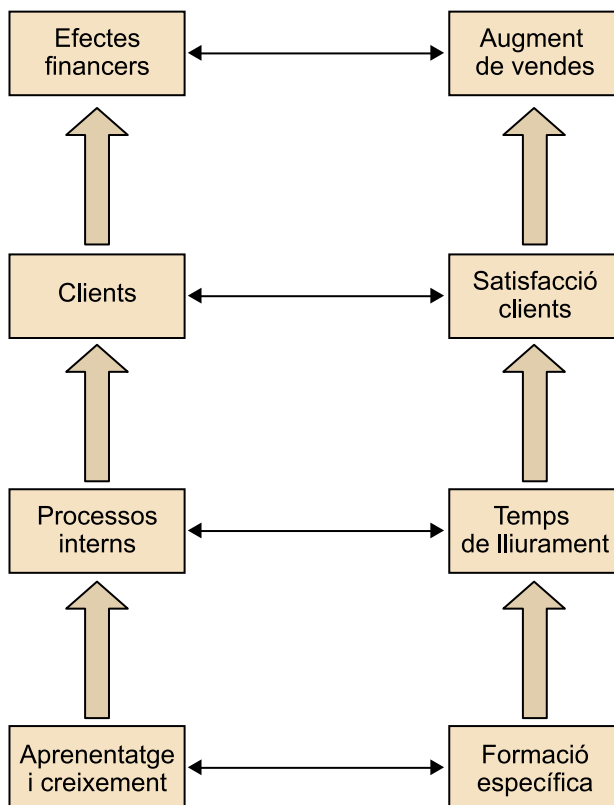 Efectes
financers
Augment
de vendes
Clients
Satisfacció
clients
Processos
interns
Temps
de lliurament
Aprenentatge
i creixement
Formació
específica